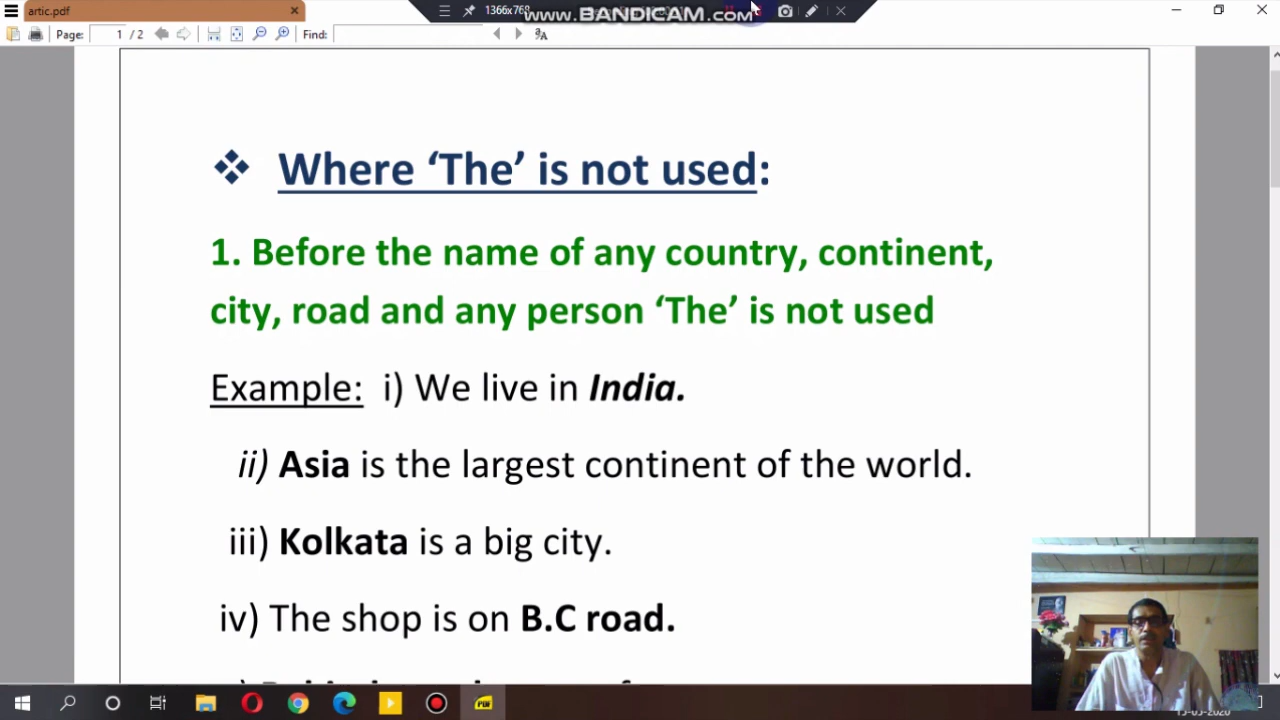 artic.pdf
1366x768
www.BANDICAM.com
Page: 1 / 2 Find:
❖ Where ‘The’ is not used:
1. Before the name of any country, continent,
city, road and any person ‘The’ is not used
Example: i) We live in India.
ii) Asia is the largest continent of the world.
iii) Kolkata is a big city.
iv) The shop is on B.C road.